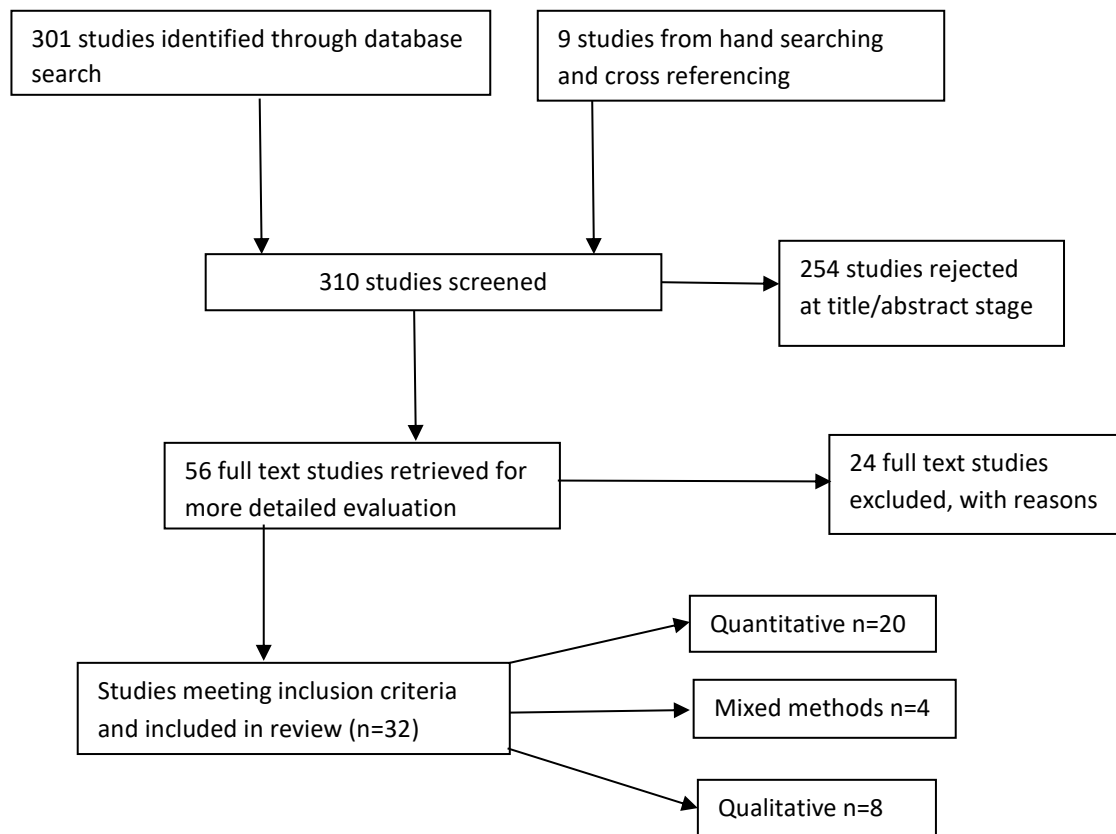 301 studies identified through database
search
9 studies from hand searching
and cross referencing
310 studies screened
254 studies rejected
at title/abstract stage
56 full text studies retrieved for
more detailed evaluation
24 full text studies
excluded, with reasons
Studies meeting inclusion criteria
and included in review (n=32)
Quantitative n=20
Mixed methods n=4
Qualitative n=8